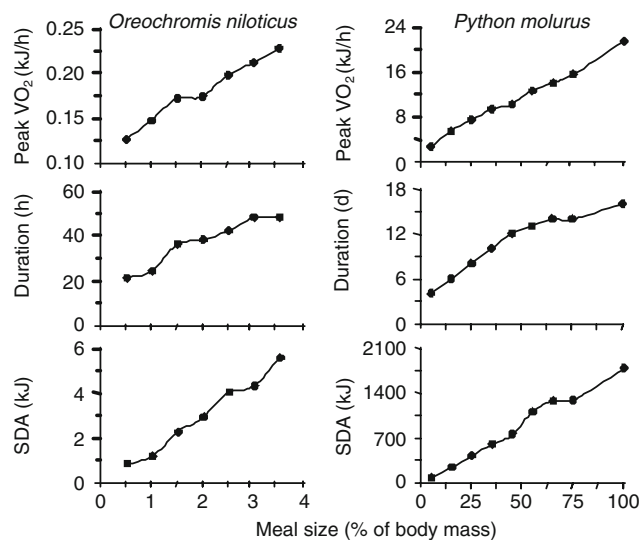 Oreochromis niloticus
Python molurus
Peak VO2 (kJ/h)
0.25
0.20
0.15
0.10
Peak VO2 (kJ/h)
24
16
8
0
Duration (h)
60
40
20
0
Duration (d)
18
12
6
0
SDA (kJ)
6
4
2
0
SDA (kJ)
2100
1400
700
0
0 1 2 3 4
0 25 50 75 100
Meal size (% of body mass)